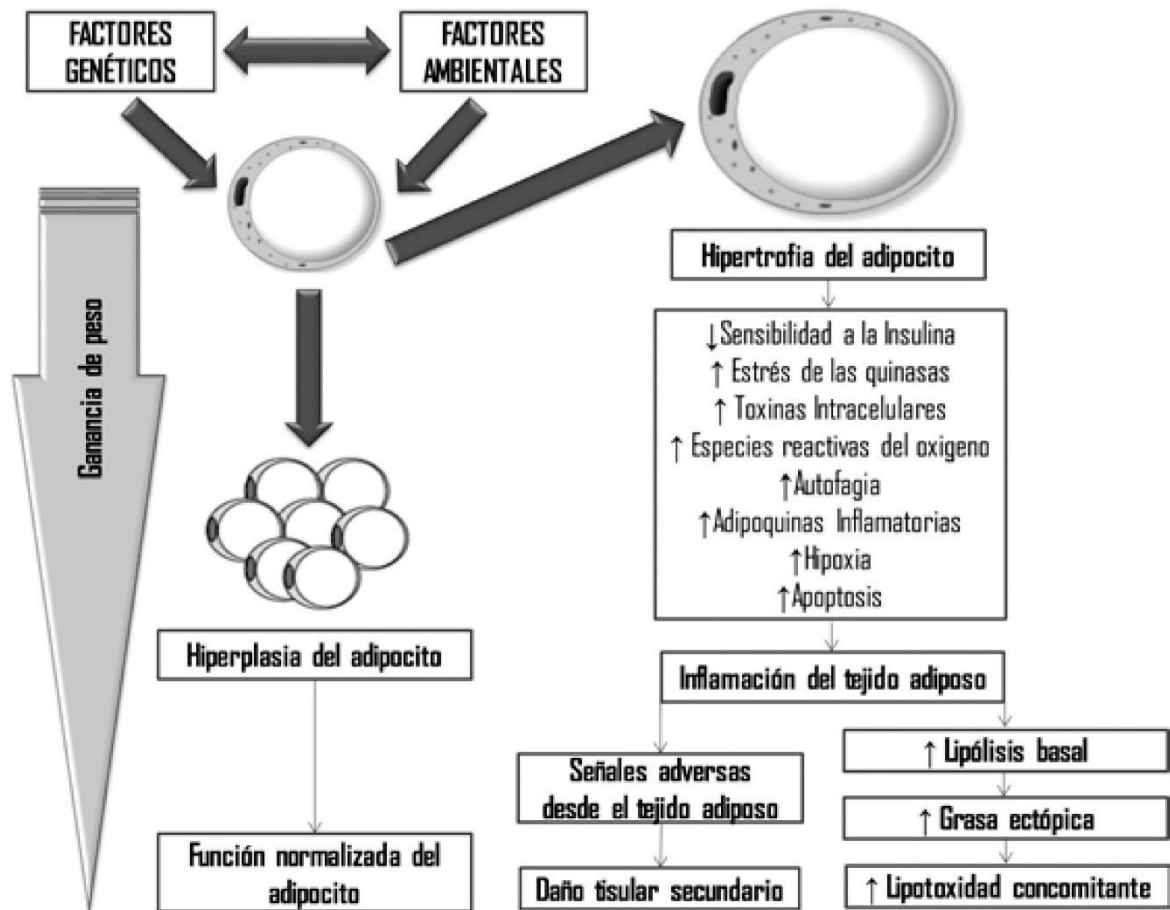 FACTORES
GENÉTICOS
FACTORES
AMBIENTALES
Ganancia de peso
Hipertrofia del adipocito
↓Sensibilidad a la Insulina
↑ Estrés de las quinasas
↑ Toxinas Intracelulares
↑ Especies reactivas del oxigeno
↑Autofagia
↑Adipoquinas Inflamatorias
↑Hipoxia
↑Apoptosis
Hiperplasia del adipocito
Inflamación del tejido adiposo
Señales adversas
desde el tejido adiposo
↑ Lipólisis basal
↑ Grasa ectópica
Función normalizada del
adipocito
Daño tisular secundario
↑ Lipotoxidad concomitante